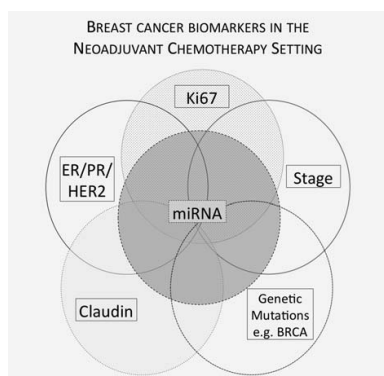 BREAST CANCER BIOMARKERS IN THE
NEOADJUVANT CHEMOTHERAPY SETTING
Ki67
ER/PR/
HER2
Stage
miRNA
Claudin
Genetic
Mutations
e.g. BRCA